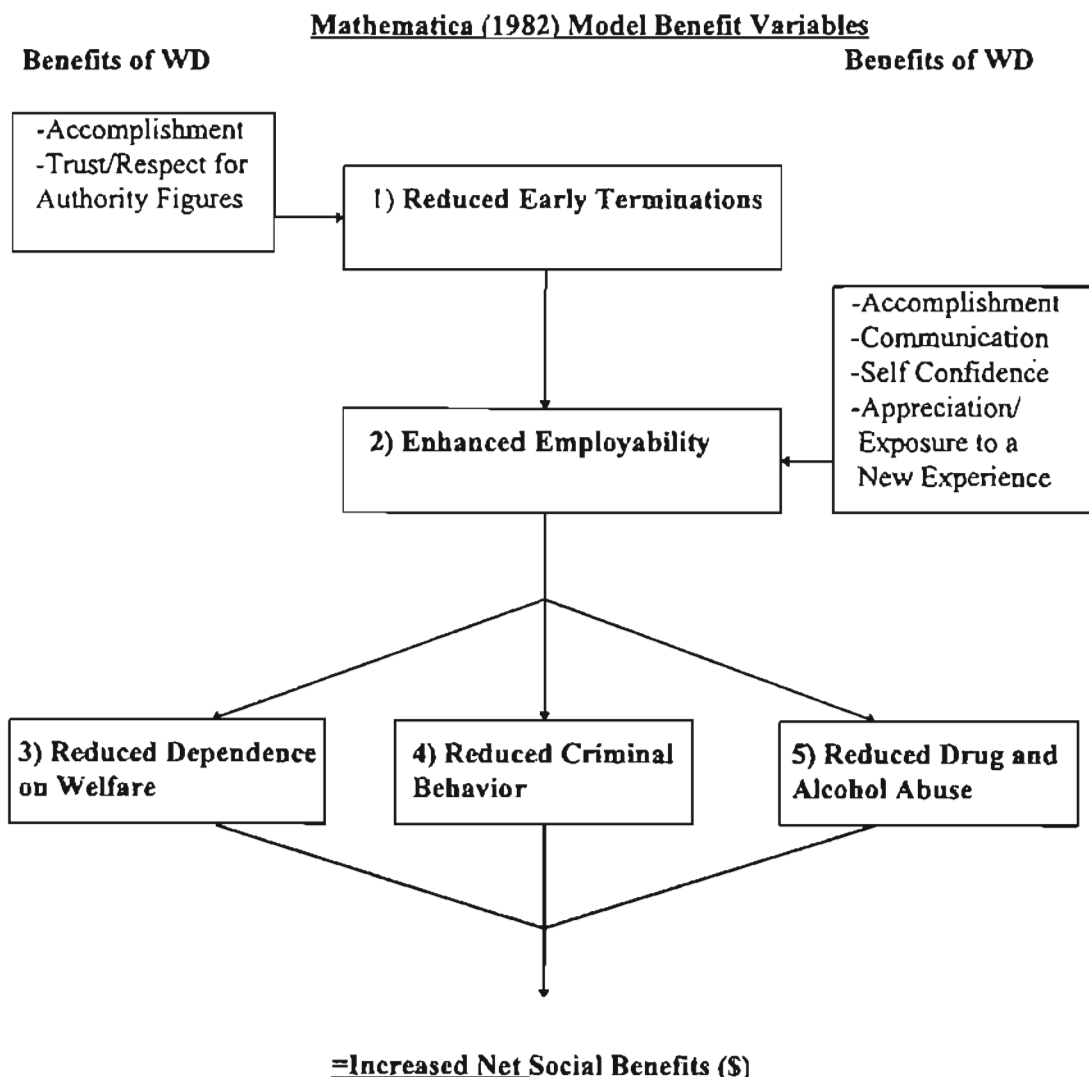 Mathematica (1982) Model Benefit Variables
Benefits of WD
Benefits of WD
-Accomplishment
-Trust/Respect for
Authority Figures
1) Reduced Early Terminations
-Accomplishment
-Communication
-Self Confidence
-Appreciation/
Exposure to a
New Experience
2) Enhanced Employability
3) Reduced Dependence
on Welfare
4) Reduced Criminal
Behavior
5) Reduced Drug and
Alcohol Abuse
=Increased Net Social Benefits ($)